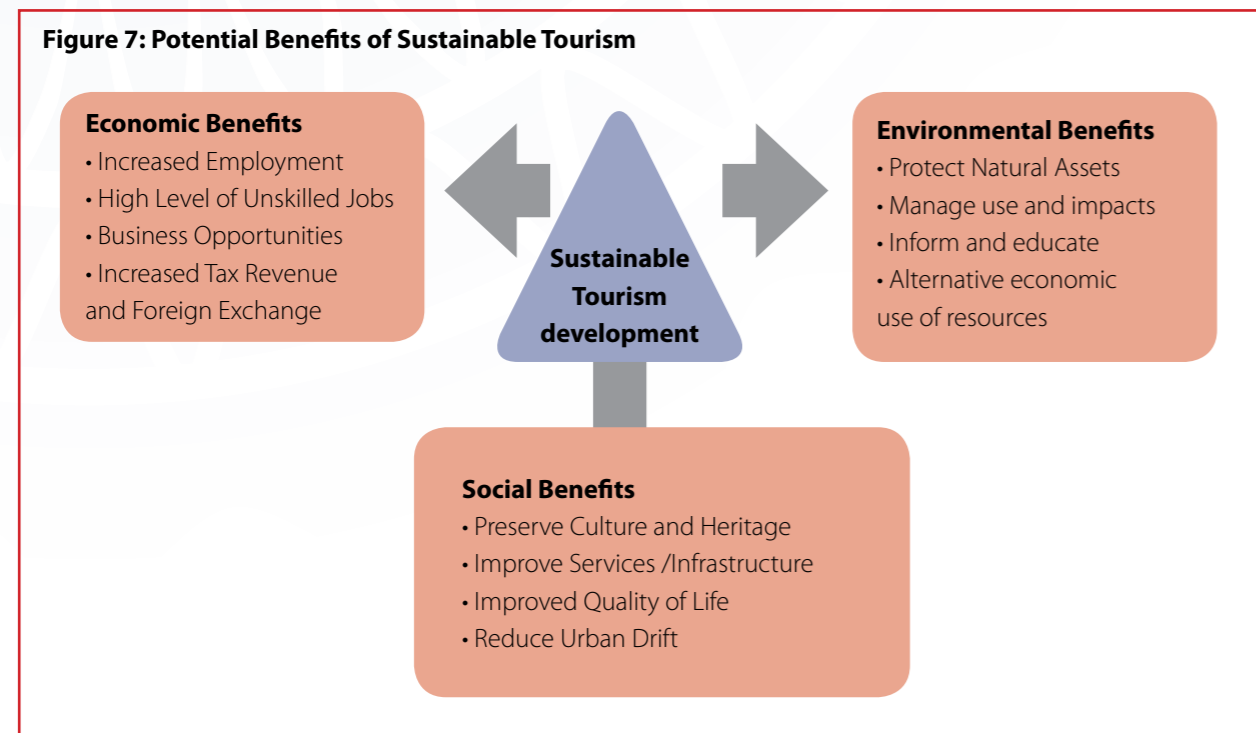 Figure 7: Potential Benefits of Sustainable Tourism
Economic Benefits
• Increased Employment
• High Level of Unskilled Jobs
• Business Opportunities
• Increased Tax Revenue
and Foreign Exchange
Sustainable
Tourism
development
Environmental Benefits
• Protect Natural Assets
• Manage use and impacts
• Inform and educate
• Alternative economic
use of resources
Social Benefits
• Preserve Culture and Heritage
• Improve Services /Infrastructure
• Improved Quality of Life
• Reduce Urban Drift